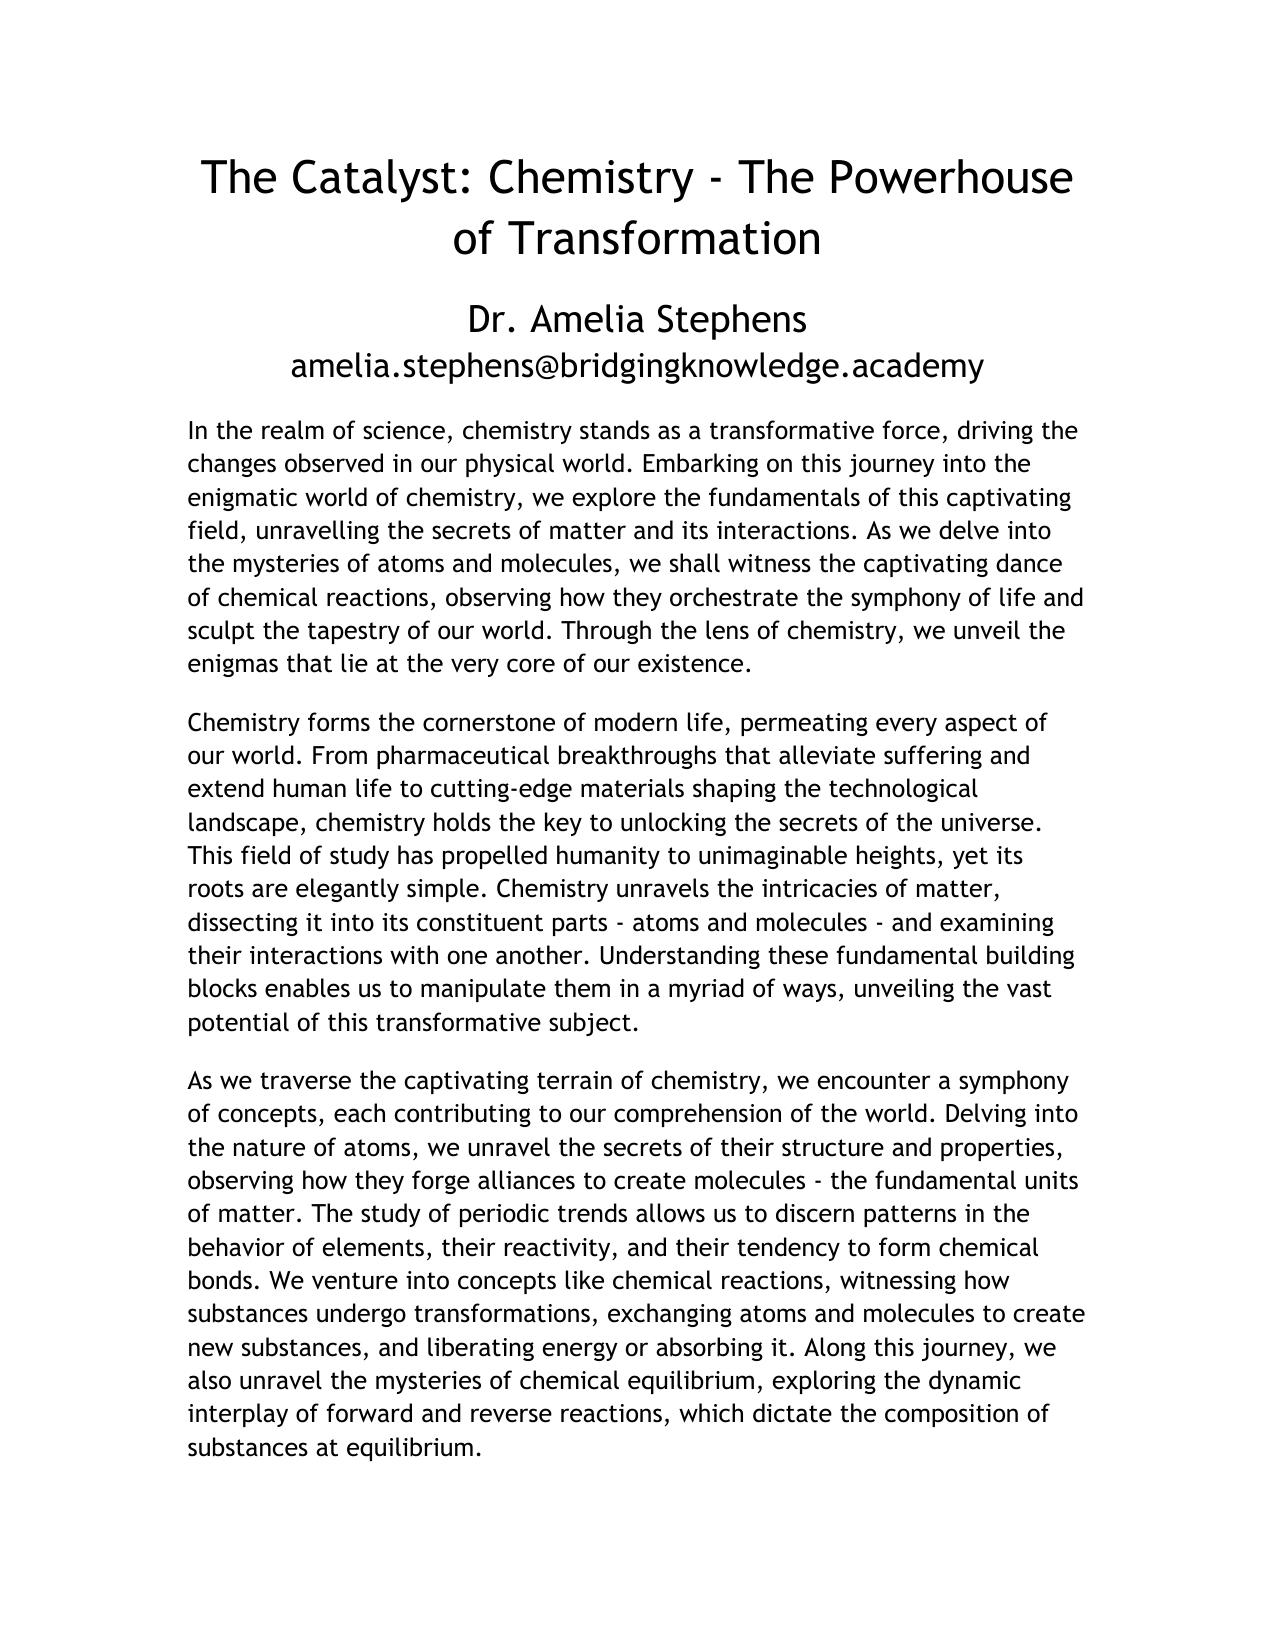 The Catalyst: Chemistry - The Powerhouse
of Transformation
Dr. Amelia Stephens
amelia.stephens@bridgingknowledge.academy
In the realm of science, chemistry stands as a transformative force, driving the
changes observed in our physical world. Embarking on this journey into the
enigmatic world of chemistry, we explore the fundamentals of this captivating
field, unravelling the secrets of matter and its interactions. As we delve into
the mysteries of atoms and molecules, we shall witness the captivating dance
of chemical reactions, observing how they orchestrate the symphony of life and
sculpt the tapestry of our world. Through the lens of chemistry, we unveil the
enigmas that lie at the very core of our existence.
Chemistry forms the cornerstone of modern life, permeating every aspect of
our world. From pharmaceutical breakthroughs that alleviate suffering and
extend human life to cutting-edge materials shaping the technological
landscape, chemistry holds the key to unlocking the secrets of the universe.
This field of study has propelled humanity to unimaginable heights, yet its
roots are elegantly simple. Chemistry unravels the intricacies of matter,
dissecting it into its constituent parts - atoms and molecules - and examining
their interactions with one another. Understanding these fundamental building
blocks enables us to manipulate them in a myriad of ways, unveiling the vast
potential of this transformative subject.
As we traverse the captivating terrain of chemistry, we encounter a symphony
of concepts, each contributing to our comprehension of the world. Delving into
the nature of atoms, we unravel the secrets of their structure and properties,
observing how they forge alliances to create molecules - the fundamental units
of matter. The study of periodic trends allows us to discern patterns in the
behavior of elements, their reactivity, and their tendency to form chemical
bonds. We venture into concepts like chemical reactions, witnessing how
substances undergo transformations, exchanging atoms and molecules to create
new substances, and liberating energy or absorbing it. Along this journey, we
also unravel the mysteries of chemical equilibrium, exploring the dynamic
interplay of forward and reverse reactions, which dictate the composition of
substances at equilibrium.